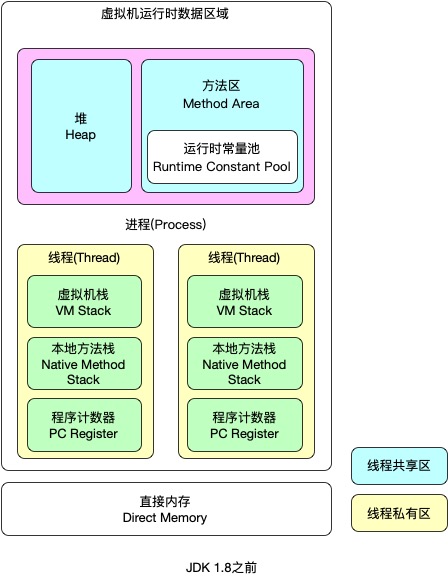 虚拟机运行时数据区域
堆
Heap
方法区
Method Area
运行时常量池
Runtime Constant Pool
进程(Process)
线程(Thread)
虚拟机栈
VM Stack
本地方法栈
Native Method
Stack
程序计数器
PC Register
线程(Thread)
虚拟机栈
VM Stack
本地方法栈
Native Method
Stack
程序计数器
PC Register
线程共享区
线程私有区
直接内存
Direct Memory
JDK 1.8之前